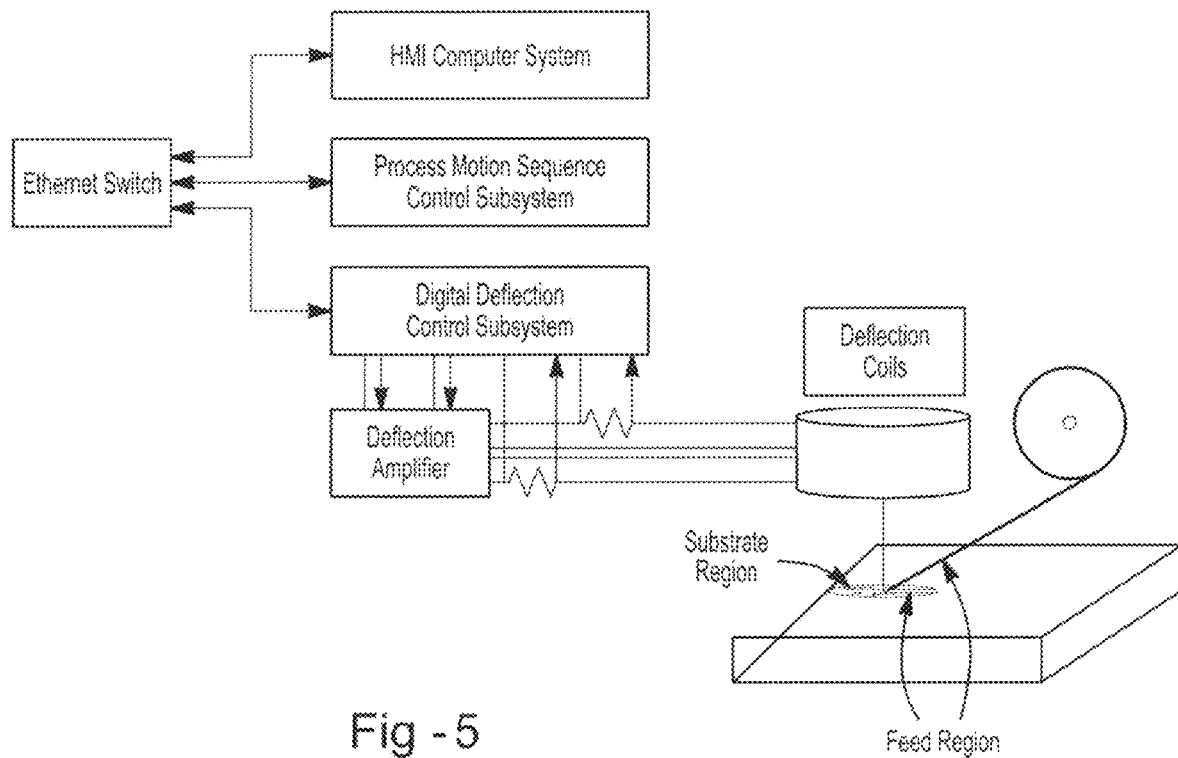 HMI Computer System
Ethernet Switch
Process Motion Sequence
Control Subsystem
Digital Deflection
Control Subsystem
Deflection
Coils
Deflection
Amplifier
Substrate
Region
Feed Region
Fig - 5